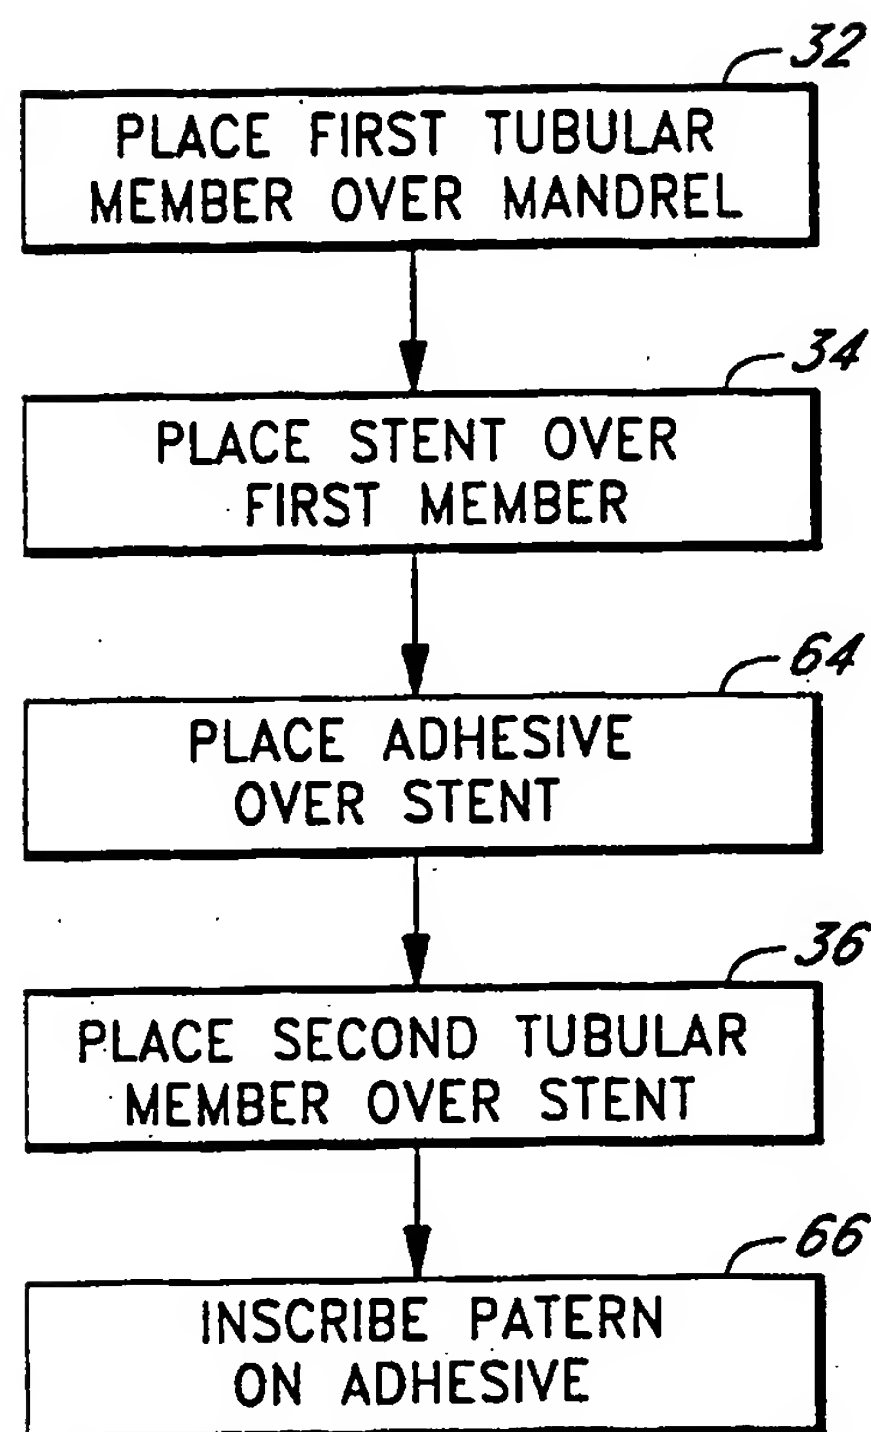 32
PLACE FIRST TUBULAR
MEMBER OVER MANDREL
34
PLACE STENT OVER
FIRST MEMBER
64
PLACE ADHESIVE
OVER STENT
36
PLACE SECOND TUBULAR
MEMBER OVER STENT
66
INSCRIBE PATERN
ON ADHESIVE